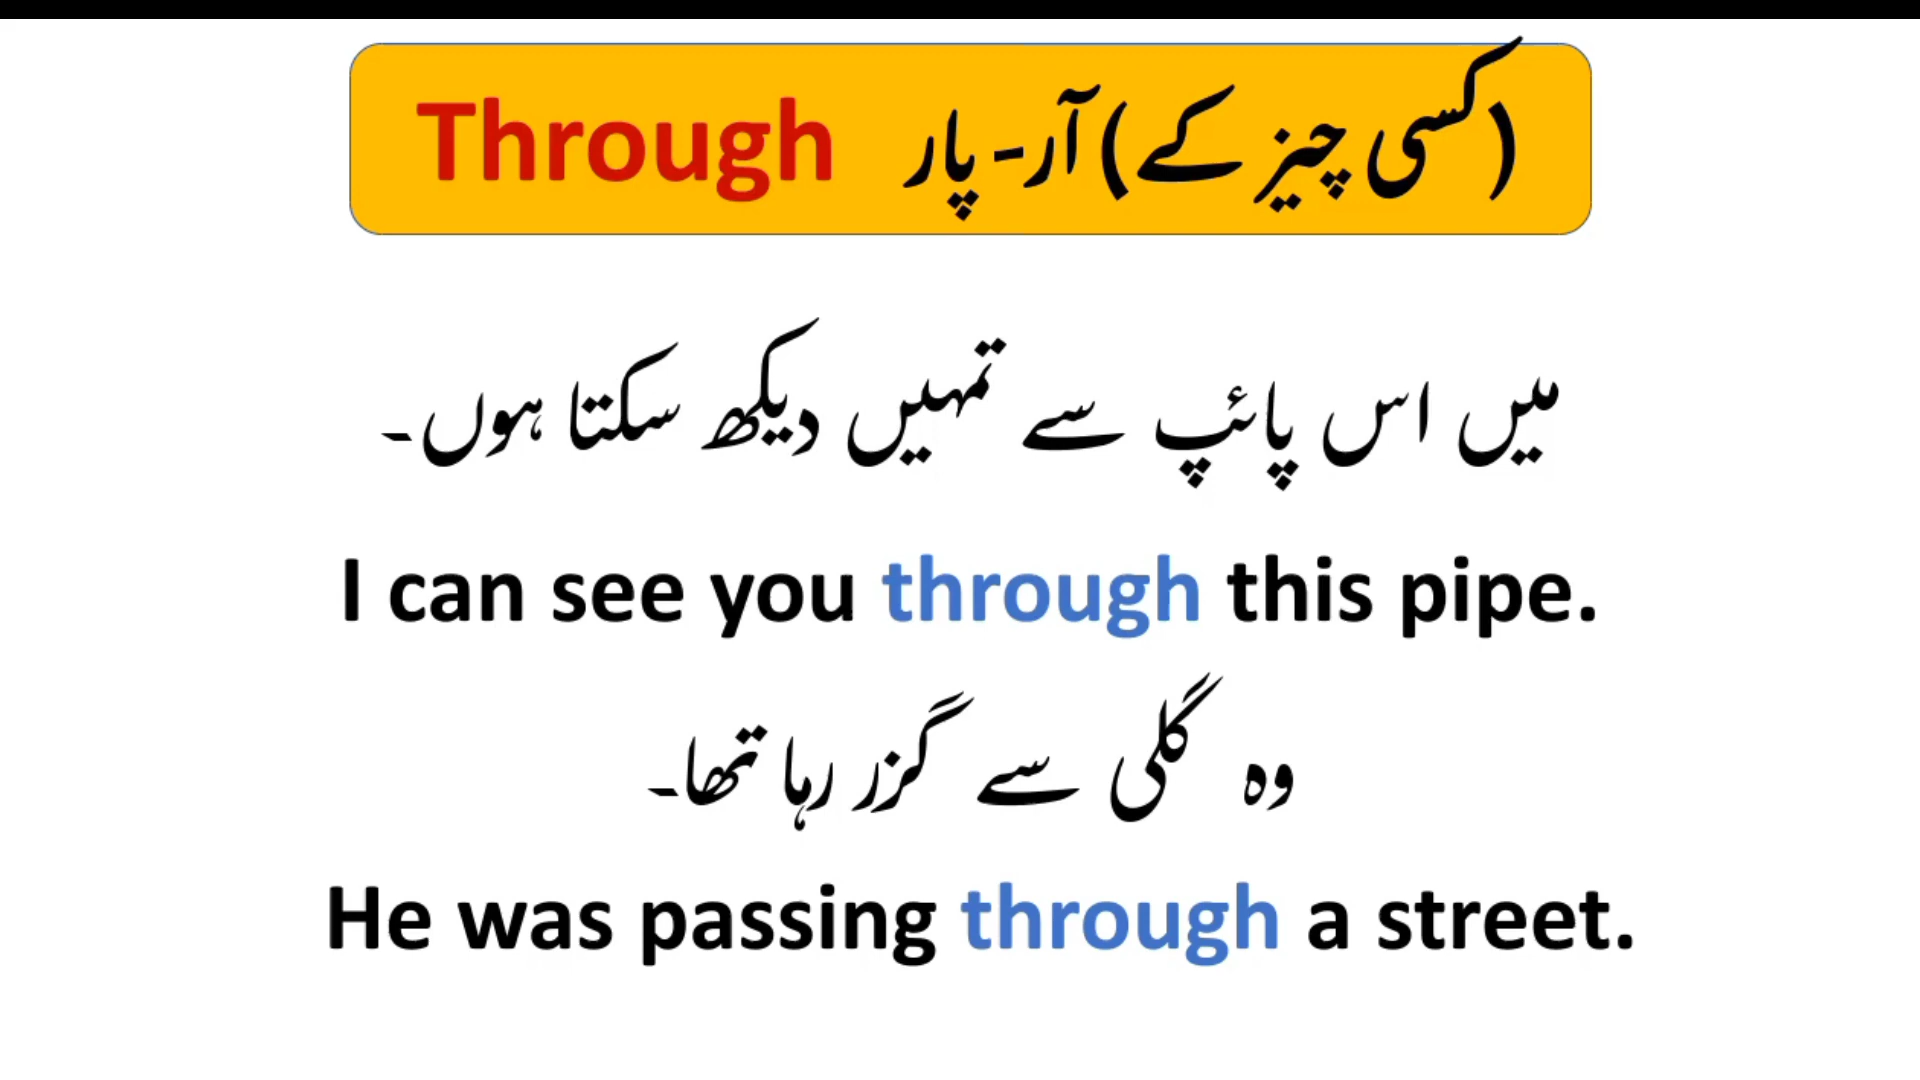 Through (کسی چیز کے) آر-پار
میں اس پائپ سے تمہیں دیکھ سکتا ہوں۔
I can see you through this pipe.
وہ گلی سے گزر رہا تھا۔
He was passing through a street.